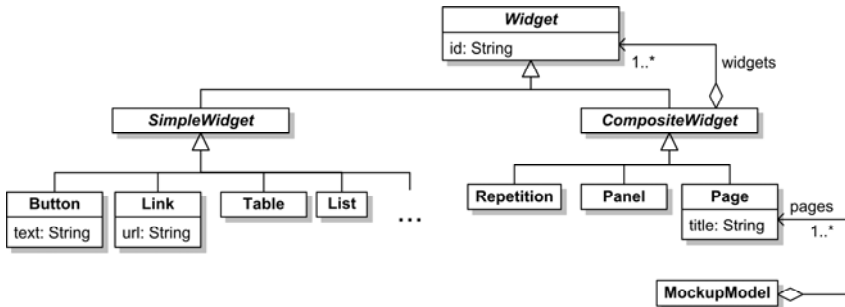 Widget
id: String
1..*
widgets
SimpleWidget
CompositeWidget
Button
text: String
Link
url: String
Table
List
...
Repetition
Panel
Page
title: String
pages
1..*
MockupModel